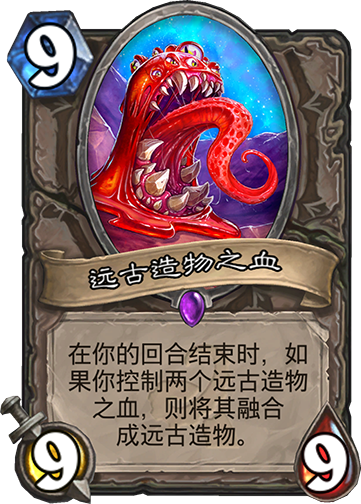 9
远古造物之血
在你的回合结束时，如
果你控制两个远古造物
之血，则将其融合
成远古造物。
9
9